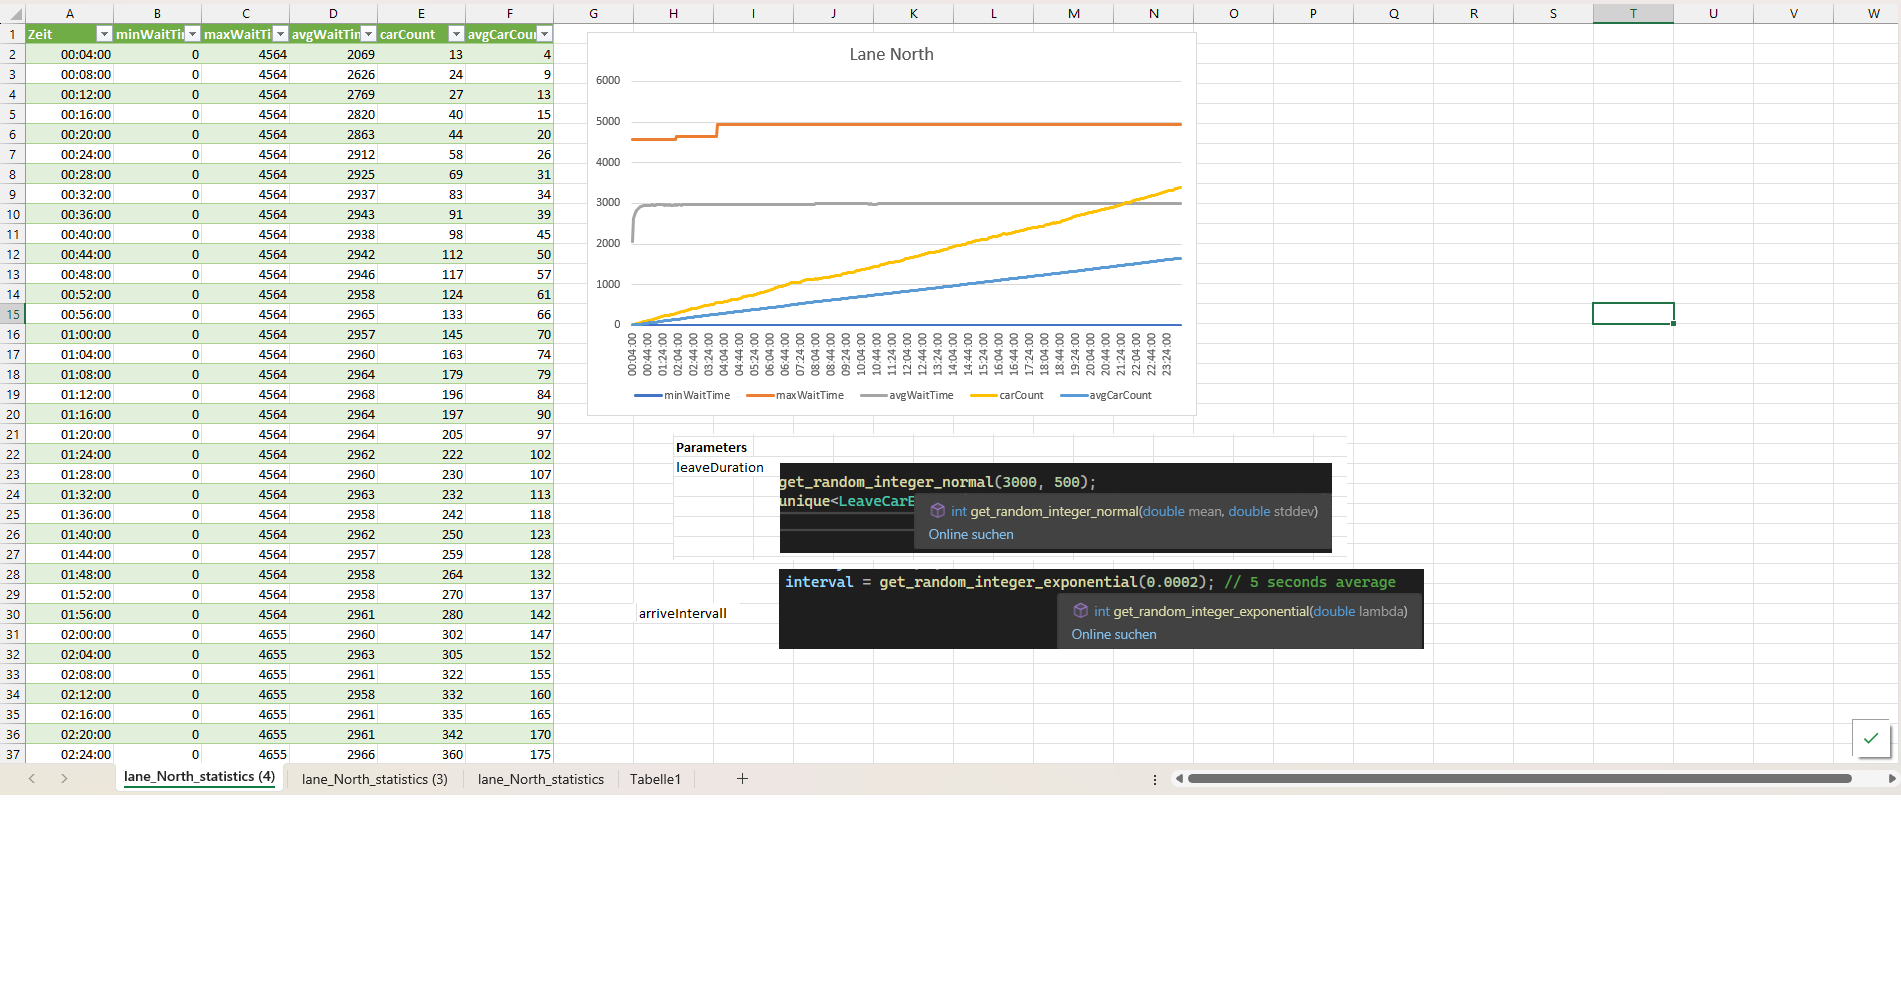 A B C D E F G H I J K L M N O P Q R S T U V W
1 Zeit minWaitTi maxWaitTi avgWaitTin carCount avgCarCou
2 00:04:00 0 4564 2069 13 4
3 00:08:00 0 4564 2626 24 9
4 00:12:00 0 4564 2769 27 13
5 00:16:00 0 4564 2820 40 15
6 00:20:00 0 4564 2863 44 20
7 00:24:00 0 4564 2912 58 26
8 00:28:00 0 4564 2925 69 31
9 00:32:00 0 4564 2937 83 34
10 00:36:00 0 4564 2943 91 39
11 00:40:00 0 4564 2938 98 45
12 00:44:00 0 4564 2942 112 50
13 00:48:00 0 4564 2946 117 57
14 00:52:00 0 4564 2958 124 61
15 00:56:00 0 4564 2965 133 66
16 01:00:00 0 4564 2957 145 70
17 01:04:00 0 4564 2960 163 74
18 01:08:00 0 4564 2964 179 79
19 01:12:00 0 4564 2968 196 84
20 01:16:00 0 4564 2964 197 90
21 01:20:00 0 4564 2964 205 97
22 01:24:00 0 4564 2962 222 102
23 01:28:00 0 4564 2960 230 107
24 01:32:00 0 4564 2963 232 113
25 01:36:00 0 4564 2958 242 118
26 01:40:00 0 4564 2962 250 123
27 01:44:00 0 4564 2957 259 128
28 01:48:00 0 4564 2958 264 132
29 01:52:00 0 4564 2958 270 137
30 01:56:00 0 4564 2961 280 142
31 02:00:00 0 4655 2960 302 147
32 02:04:00 0 4655 2963 305 152
33 02:08:00 0 4655 2961 322 155
34 02:12:00 0 4655 2958 332 160
35 02:16:00 0 4655 2961 335 165
36 02:20:00 0 4655 2961 342 170
37 02:24:00 0 4655 2966 360 175
Lane North
6000
5000
4000
3000
2000
1000
0
00:04:00 00:44:00 01:24:00 02:04:00 02:44:00 03:24:00 04:04:00 04:44:00 05:24:00 06:04:00 06:44:00 07:24:00 08:04:00 08:44:00 09:24:00 10:04:00 10:44:00 11:24:00 12:04:00 12:44:00 13:24:00 14:04:00 14:44:00 15:24:00 16:04:00 16:44:00 17:24:00 18:04:00 18:44:00 19:24:00 20:04:00 20:44:00 21:24:00 22:04:00 22:44:00 23:24:00
minWaitTime maxWaitTime avgWaitTime carCount avgCarCount
Parameters
leaveDuration
get_random_integer_normal(3000, 500);
unique<LeaveCarE
int get_random_integer_normal(double mean, double stddev)
Online suchen
interval = get_random_integer_exponential(0.0002); // 5 seconds average
arriveIntervall
int get_random_integer_exponential(double lambda)
Online suchen
lane_North_statistics (4) lane_North_statistics (3) lane_North_statistics Tabelle1